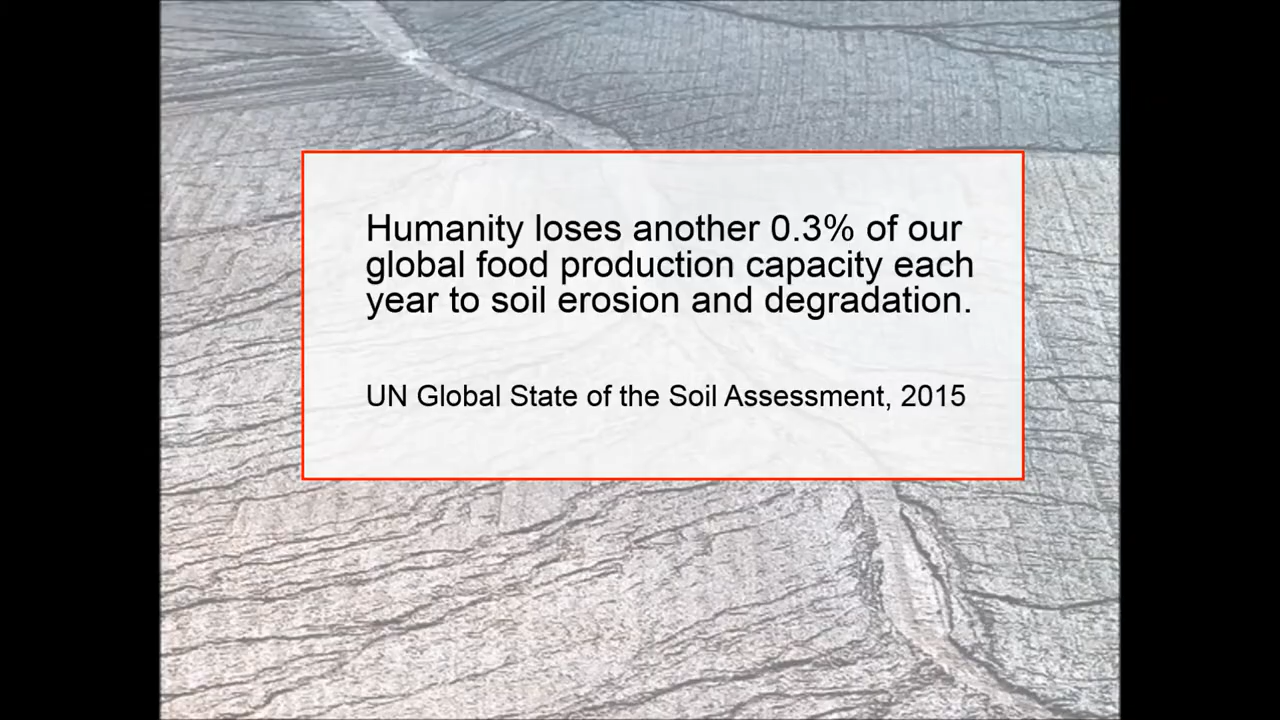 Humanity loses another 0.3% of our
global food production capacity each
year to soil erosion and degradation.
UN Global State of the Soil Assessment, 2015